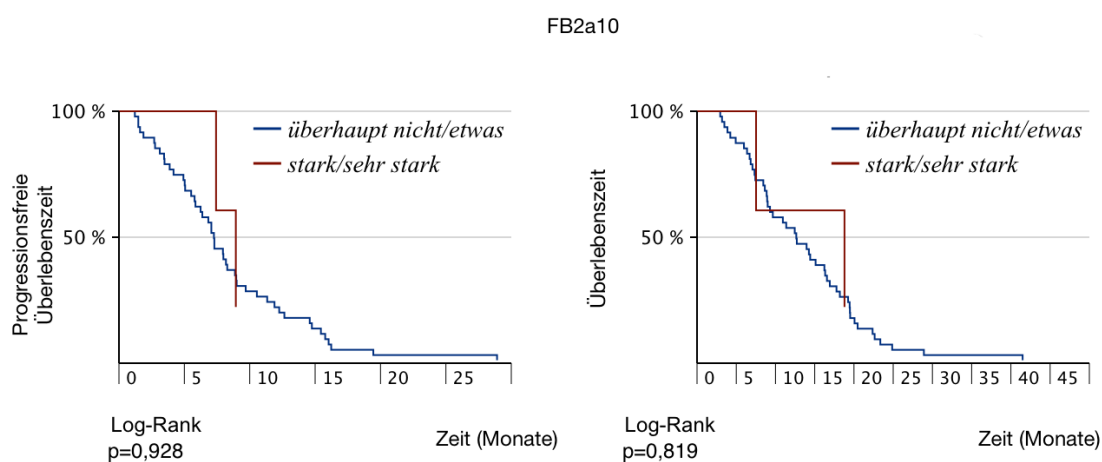 FB2a10
100 %
50 %
überhaupt nicht/etwas
stark/sehr stark
Progressionsfreie
Überlebenszeit
0 5 10 15 20 25
Log-Rank
p=0,928
Zeit (Monate)
100 %
50 %
überhaupt nicht/etwas
stark/sehr stark
Überlebenszeit
0 5 10 15 20 25 30 35 40 45
Log-Rank
p=0,819
Zeit (Monate)